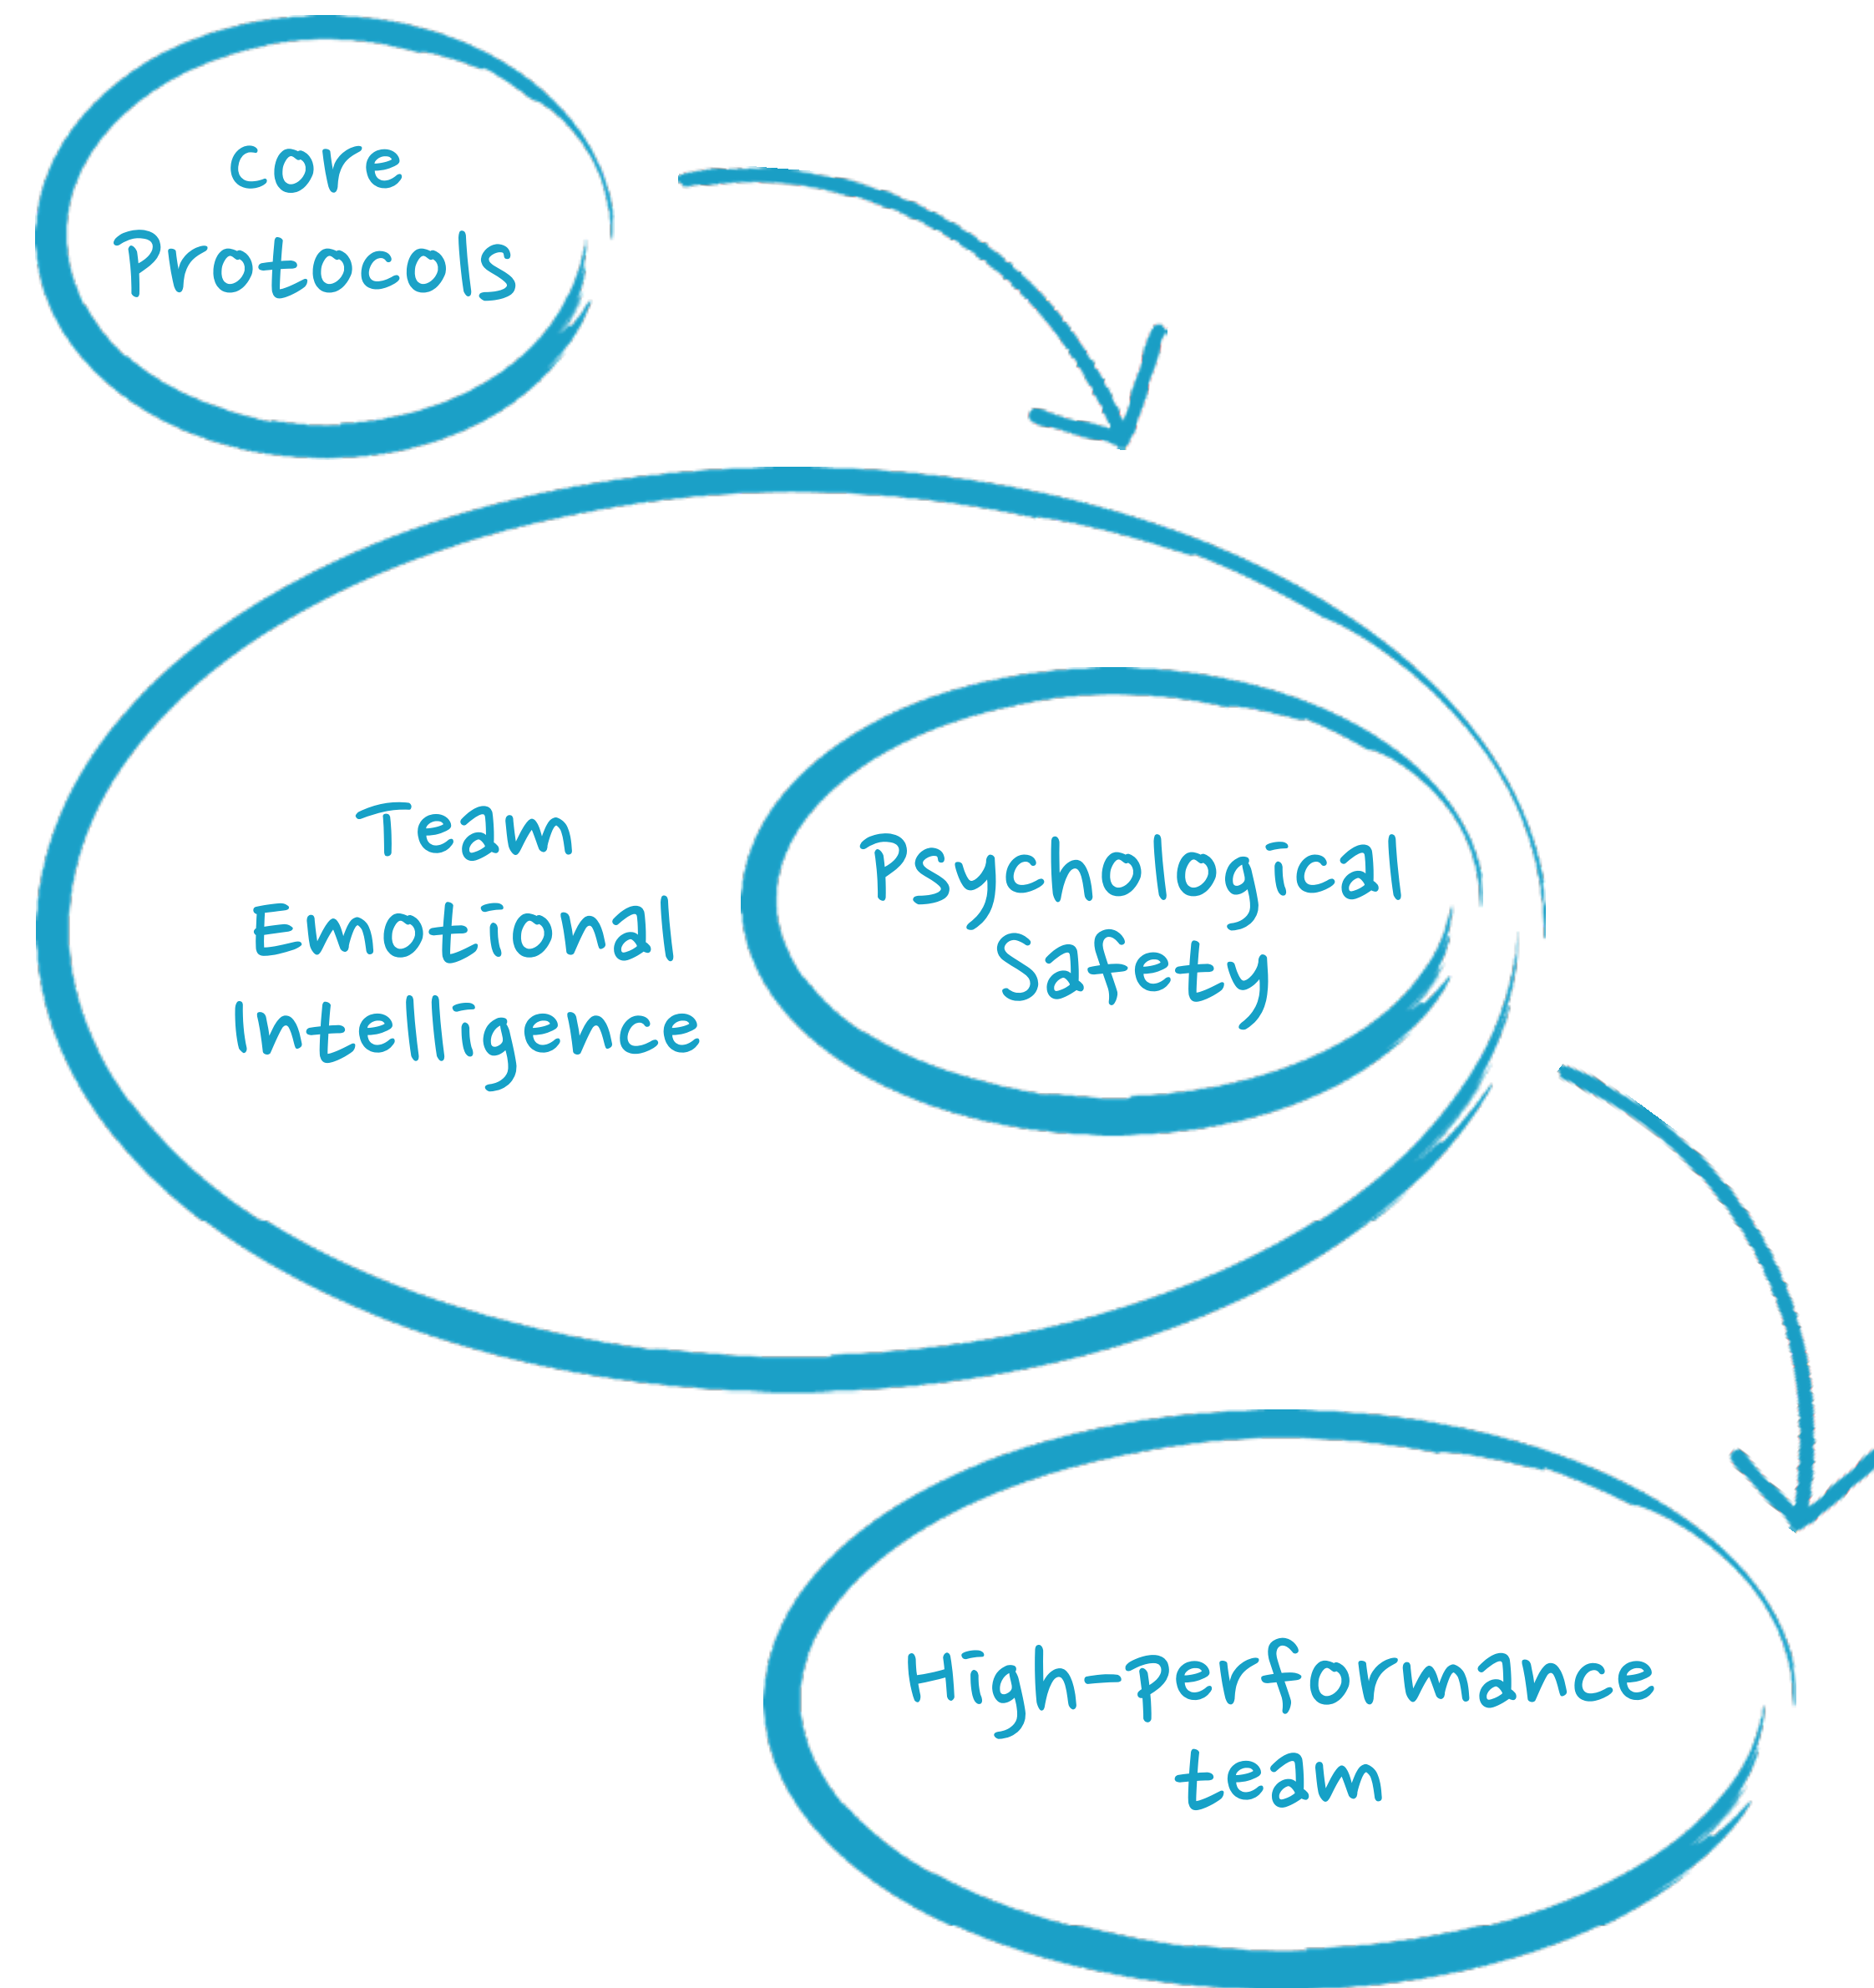 core
Protocols
Team
Emotional
Intelligence
Psychological
Safety
High-performance
team